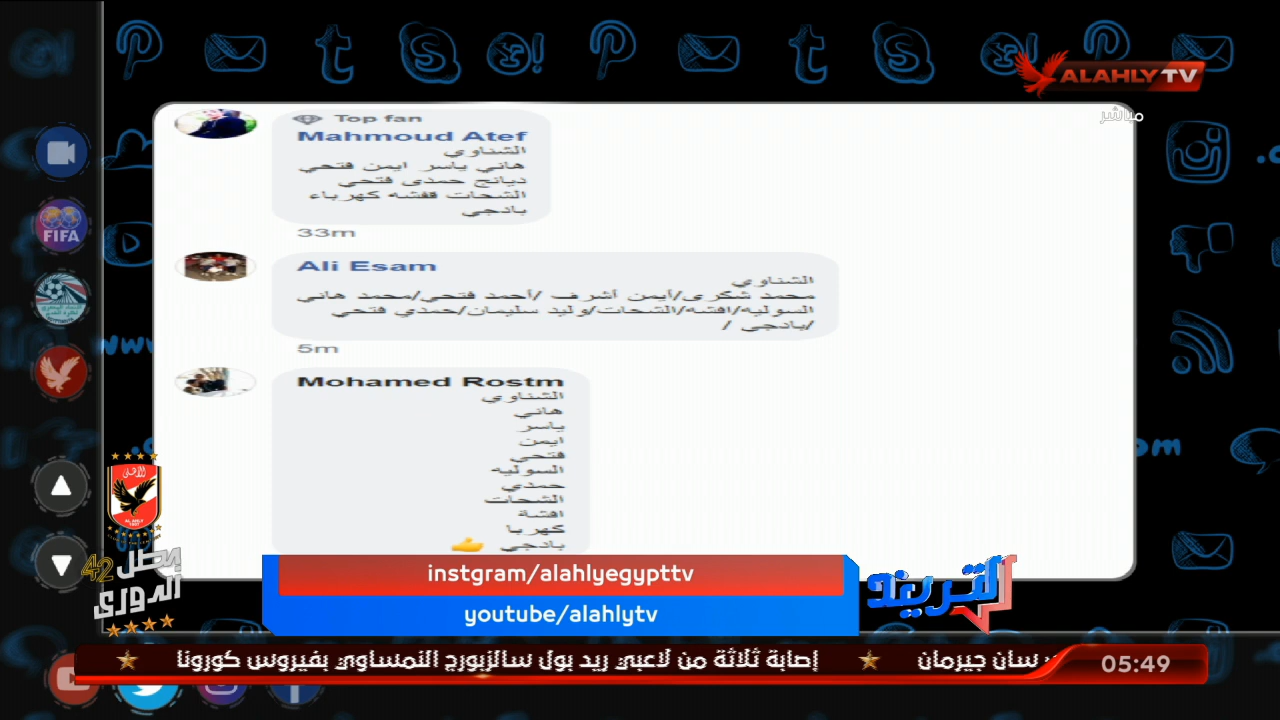 ALAHLY TV
مباشر
Top fan
Mahmoud Atef
الشناوي
هاني ياسر ايمن فتحي
ديانج حمدى فتحي
الشحات قفشه كهرباء
بادجي
33m
Ali Esam
الشناوي
محمد شكرى/أيمن أشرف /أحمد فتحي/محمد هاني
السوليه/افشه/الشحات/وليد سليمان/حمدي فتحي
/بادجى /
5m
Mohamed Rostm
الشناوي
هاني
ياسر
ايمن
فتحي
السوليه
حمدي
الشحات
افشة
كهربا
بادجي 👍
FIFA
بطل
الدورى
42
instgram/alahlyegypttv
youtube/alahlytv
التريند
سان جيرمان ★ إصابة ثلاثة من لاعبي ريد بول سالزبورج النمساوي بفيروس كورونا ★
05:49